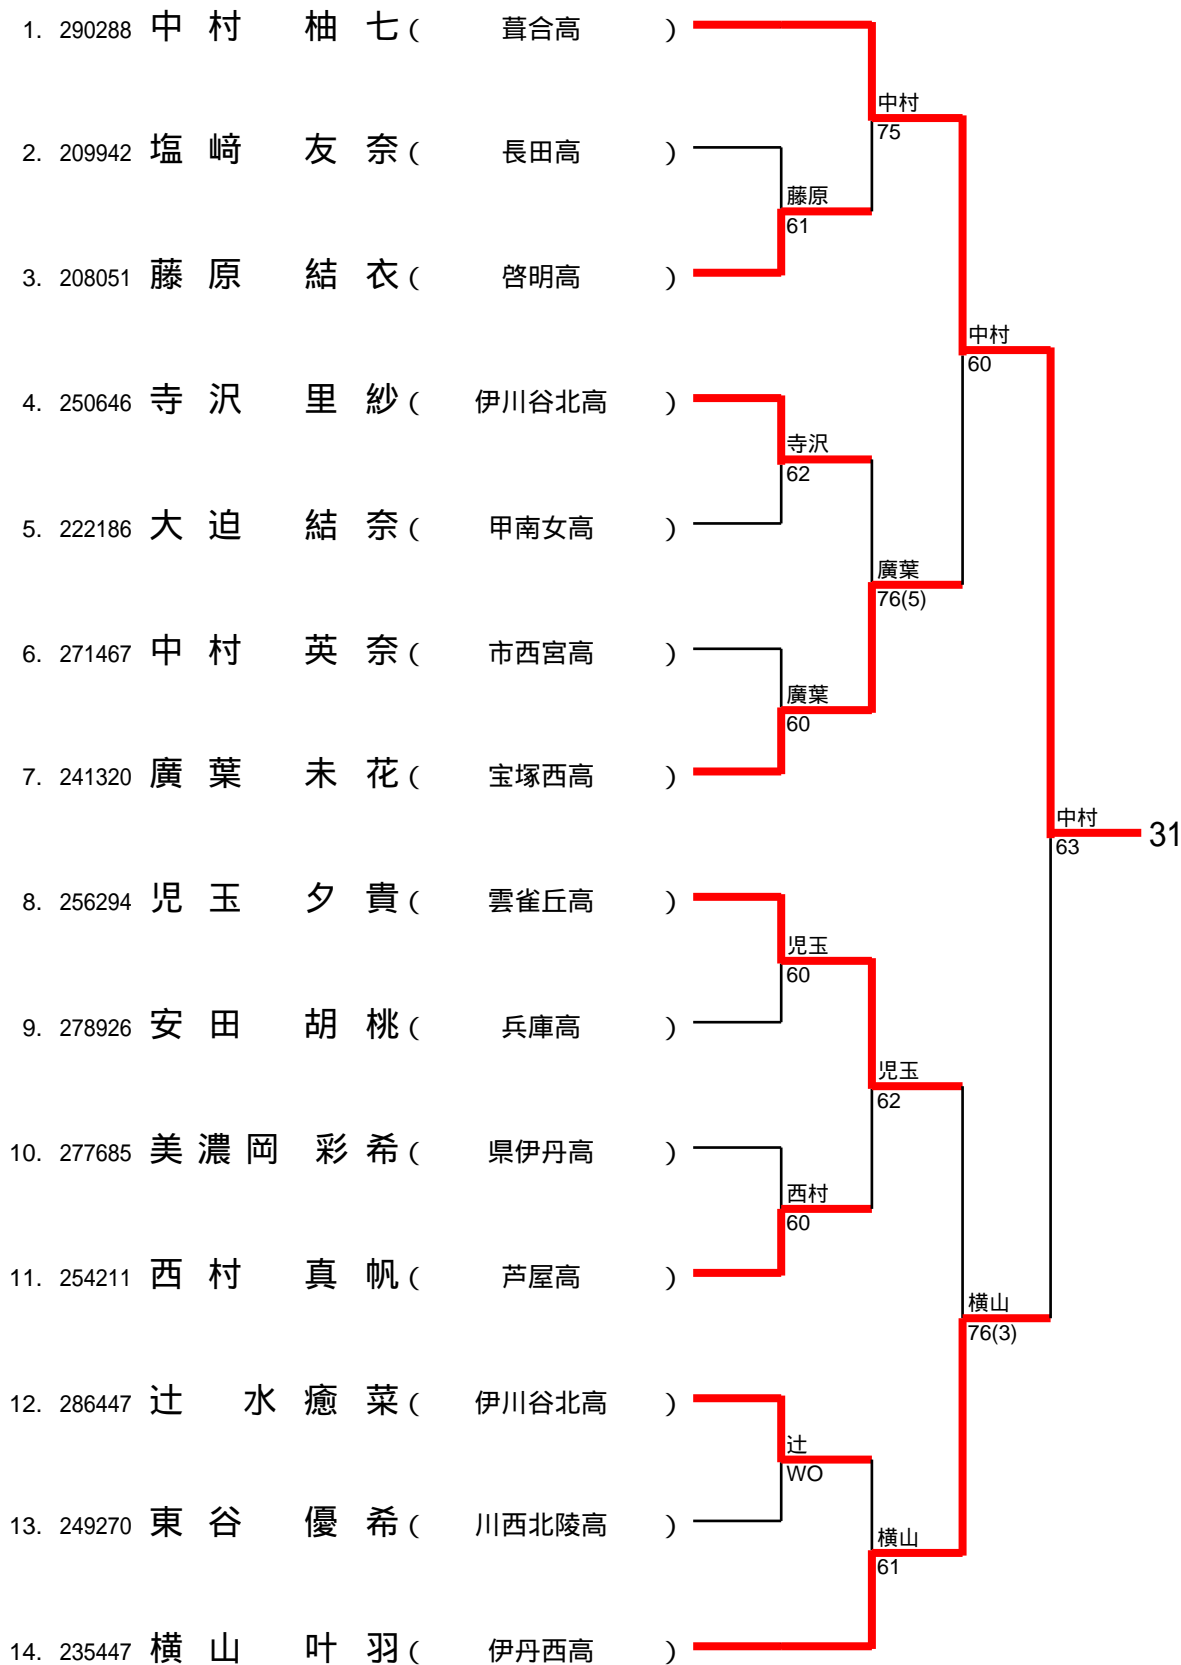 1. 290288 中村 柚七 ( 葺合高 )
中村
75
2. 209942 塩﨑 友奈 ( 長田高 )
藤原
61
3. 208051 藤原 結衣 ( 啓明高 )
中村
60
4. 250646 寺沢 里紗 ( 伊川谷北高 )
寺沢
62
5. 222186 大迫 結奈 ( 甲南女高 )
廣葉
76(5)
6. 271467 中村 英奈 ( 市西宮高 )
廣葉
60
7. 241320 廣葉 未花 ( 宝塚西高 )
中村
63
31
8. 256294 児玉 夕貴 ( 雲雀丘高 )
児玉
60
9. 278926 安田 胡桃 ( 兵庫高 )
児玉
62
10. 277685 美濃岡 彩希 ( 県伊丹高 )
西村
60
11. 254211 西村 真帆 ( 芦屋高 )
横山
76(3)
12. 286447 辻 水癒菜 ( 伊川谷北高 )
辻
WO
13. 249270 東谷 優希 ( 川西北陵高 )
横山
61
14. 235447 横山 叶羽 ( 伊丹西高 )